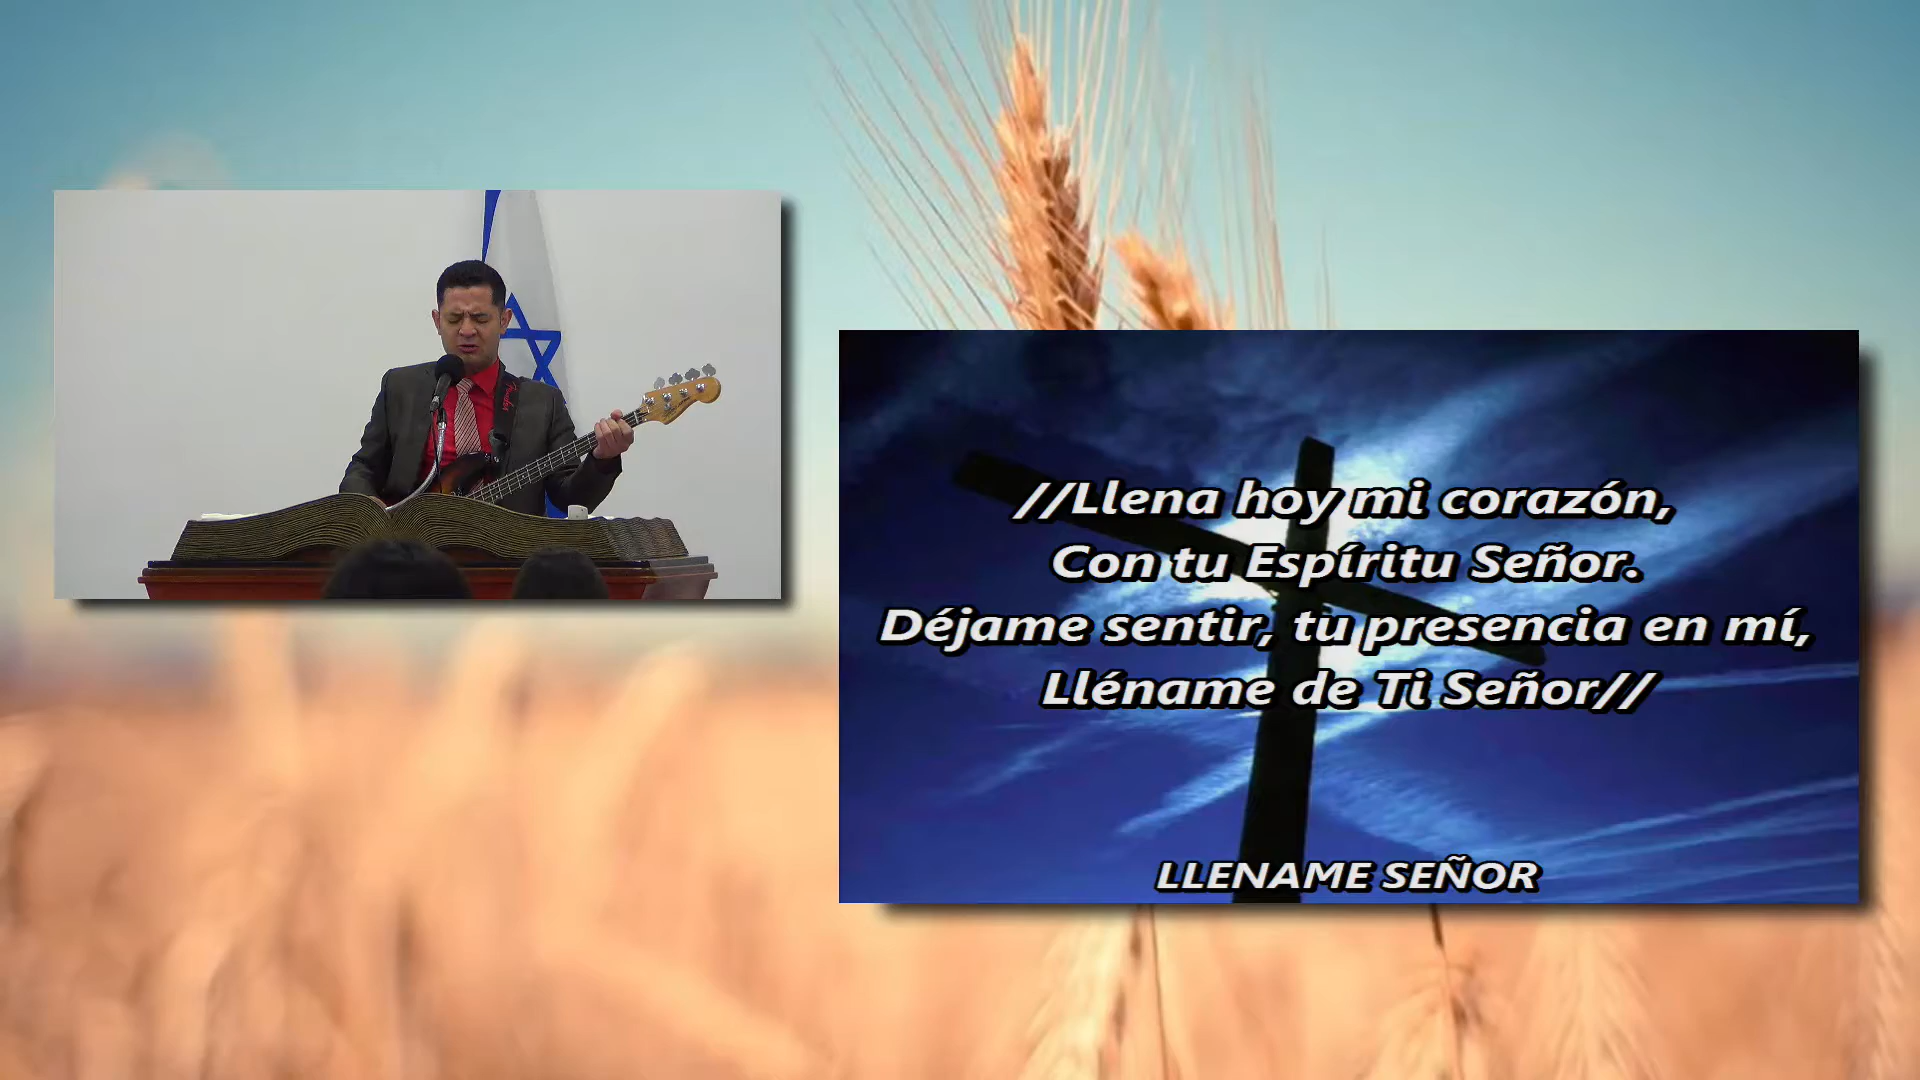 //Llena hoy mi corazón,
Con tu Espíritu Señor.
Déjame sentir, tu presencia en mí,
Lléname de Ti Señor//
LLENAME SEÑOR